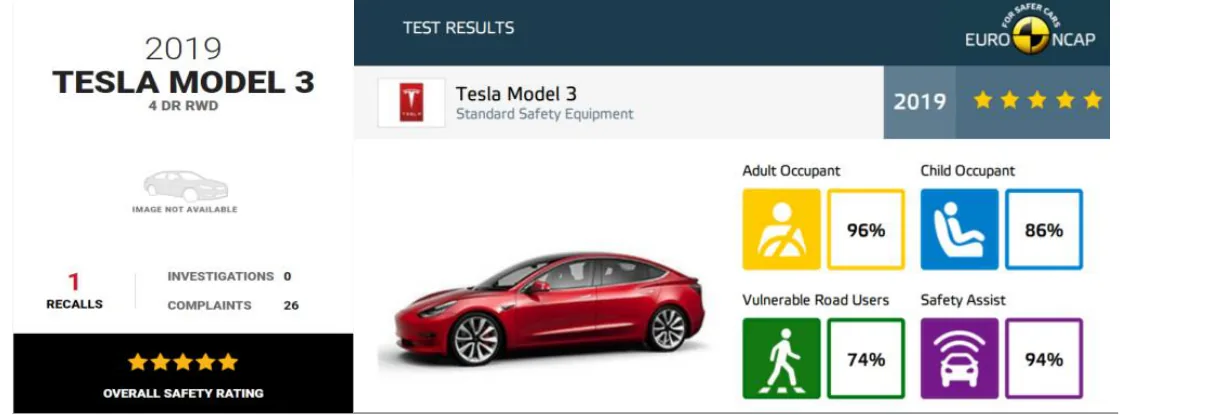 2019
TESLA MODEL 3
4 DR RWD
IMAGE NOT AVAILABLE
1
RECALLS
INVESTIGATIONS 0
COMPLAINTS 26
OVERALL SAFETY RATING
TEST RESULTS
FOR SAFER CARS
EURO NCAP
TESLA
Tesla Model 3
Standard Safety Equipment
2019
Adult Occupant
96%
Child Occupant
86%
Vulnerable Road Users
74%
Safety Assist
94%